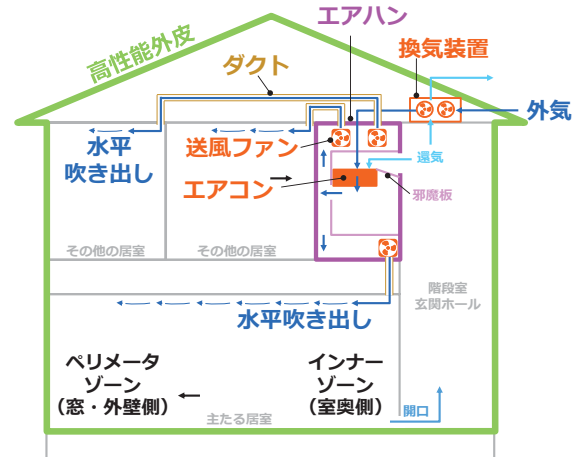 エアハン
高性能外皮
換気装置
ダクト
外気
水平
吹き出し
送風ファン
還気
エアコン
邪魔板
その他の居室
その他の居室
階段室
玄関ホール
水平吹き出し
ペリメータ
ゾーン
（窓・外壁側）
インナー
ゾーン
（室奥側）
主たる居室
開口